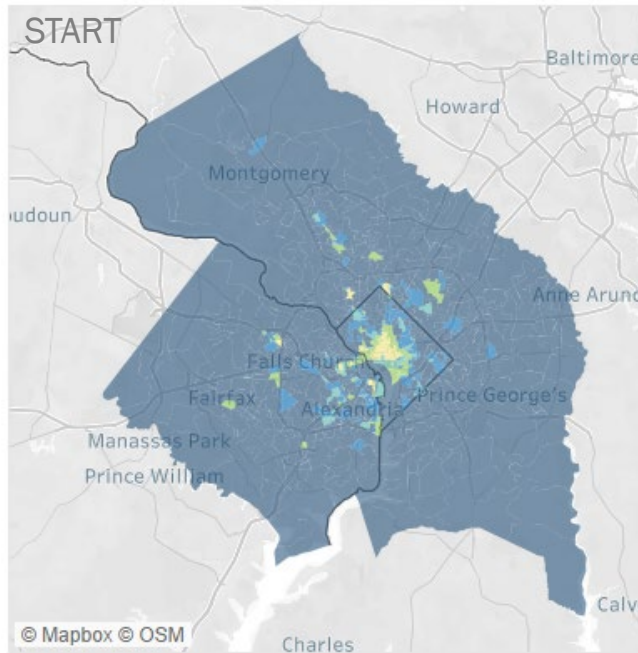 START
Baltimore
Howard
Montgomery
oudoun
Anne Arund
Falls Church
Fairfax
Prince George's
Alexandria
Manassas Park
Prince William
© Mapbox © OSM
Calv
Charles